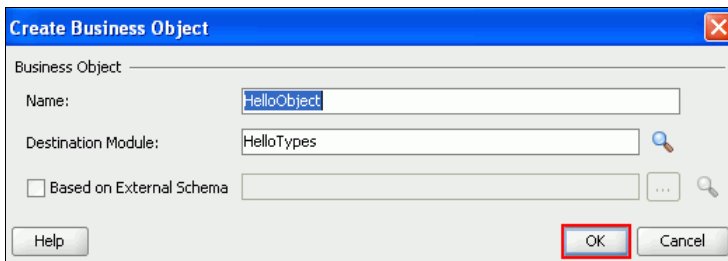 Create Business Object
Business Object
Name: HelloObject
Destination Module: HelloTypes
Based on External Schema ...
Help OK Cancel